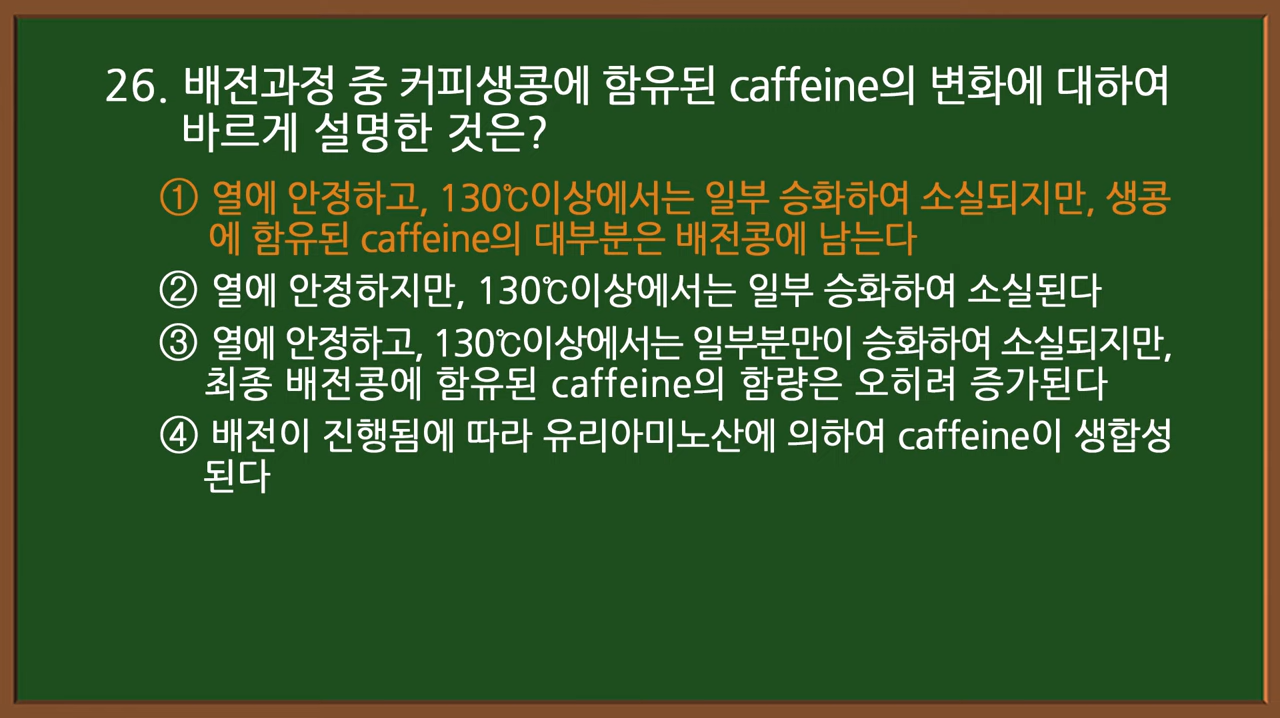 26. 배전과정 중 커피생콩에 함유된 caffeine의 변화에 대하여
바르게 설명한 것은?
① 열에 안정하고, 130℃이상에서는 일부 승화하여 소실되지만, 생콩
에 함유된 caffeine의 대부분은 배전콩에 남는다
② 열에 안정하지만, 130℃이상에서는 일부 승화하여 소실된다
③ 열에 안정하고, 130℃이상에서는 일부분만이 승화하여 소실되지만,
최종 배전콩에 함유된 caffeine의 함량은 오히려 증가된다
④ 배전이 진행됨에 따라 유리아미노산에 의하여 caffeine이 생합성
된다